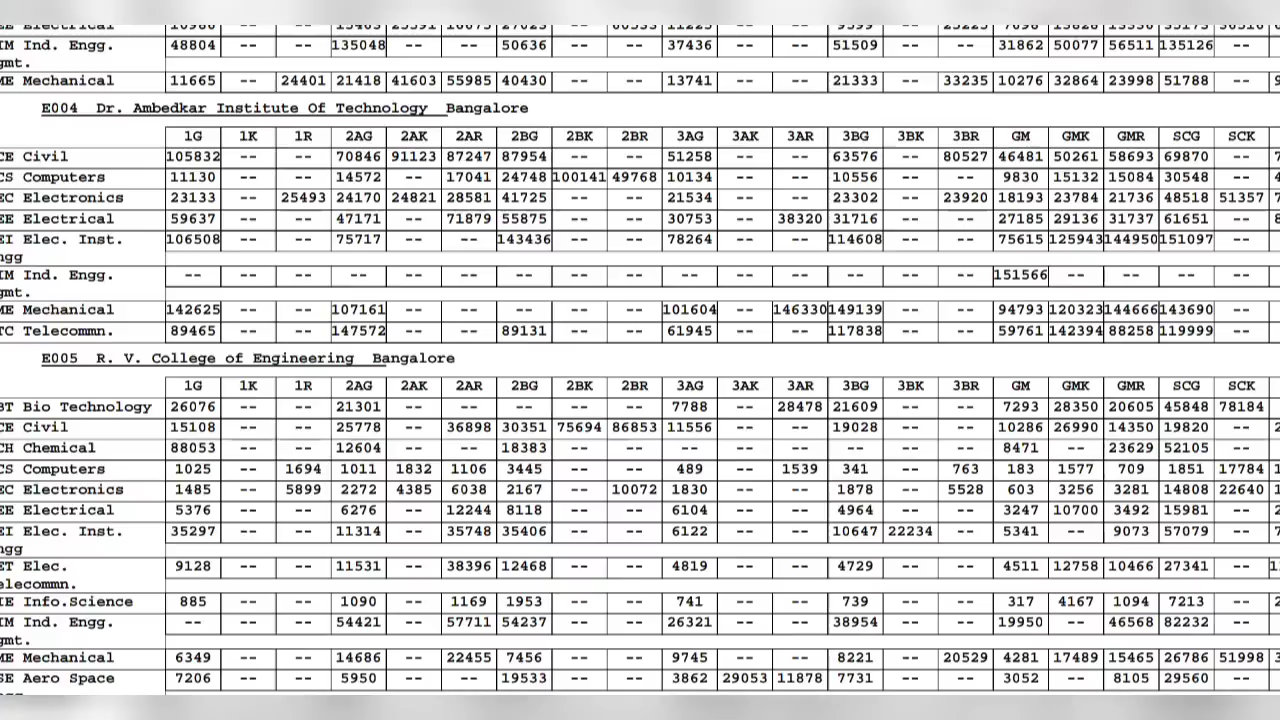 48804 -- -- 135048 -- -- 50636 -- -- 37436 -- -- 51509 -- -- 31862 50077 56511 135126 --
IM Ind. Engg.
gmt.
ME Mechanical 11665 -- 24401 21418 41603 55985 40430 -- -- 13741 -- -- 21333 -- 33235 10276 32864 23998 51788 --
E004 Dr. Ambedkar Institute Of Technology Bangalore
1G 1K 1R 2AG 2AK 2AR 2BG 2BK 2BR 3AG 3AK 3AR 3BG 3BK 3BR GM GMK GMR SCG SCK
CE Civil 105832 -- -- 70846 91123 87247 87954 -- -- 51258 -- -- 63576 -- 80527 46481 50261 58693 69870 --
CS Computers 11130 -- -- 14572 -- 17041 24748 100141 49768 10134 -- -- 10556 -- -- 9830 15132 15084 30548 --
EC Electronics 23133 -- 25493 24170 24821 28581 41725 -- -- 21534 -- -- 23302 -- 23920 18193 23784 21736 48518 51357
EE Electrical 59637 -- -- 47171 -- 71879 55875 -- -- 30753 -- 38320 31716 -- -- 27185 29136 31737 61651 --
EI Elec. Inst. 106508 -- -- 75717 -- -- 143436 -- -- 78264 -- -- 114608 -- -- 75615 125943 144950 151097 --
ngg
IM Ind. Engg. -- -- -- -- -- -- -- -- -- -- -- -- -- -- -- 151566 -- -- -- --
gmt.
ME Mechanical 142625 -- -- 107161 -- -- -- -- -- 101604 -- 146330 149139 -- -- 94793 120323 144666 143690 --
TC Telecommn. 89465 -- -- 147572 -- -- 89131 -- -- 61945 -- -- 117838 -- -- 59761 142394 88258 119999 --
E005 R. V. College of Engineering Bangalore
1G 1K 1R 2AG 2AK 2AR 2BG 2BK 2BR 3AG 3AK 3AR 3BG 3BK 3BR GM GMK GMR SCG SCK
BT Bio Technology 26076 -- -- 21301 -- -- -- -- -- 7788 -- 28478 21609 -- -- 7293 28350 20605 45848 78184
CE Civil 15108 -- -- 25778 -- 36898 30351 75694 86853 11556 -- -- 19028 -- -- 10286 26990 14350 19820 --
CH Chemical 88053 -- -- 12604 -- -- 18383 -- -- -- -- -- -- -- -- 8471 -- 23629 52105 --
CS Computers 1025 -- 1694 1011 1832 1106 3445 -- -- 489 -- 1539 341 -- 763 183 1577 709 1851 17784
EC Electronics 1485 -- 5899 2272 4385 6038 2167 -- 10072 1830 -- -- 1878 -- 5528 603 3256 3281 14808 22640
EE Electrical 5376 -- -- 6276 -- 12244 8118 -- -- 6104 -- -- 4964 -- -- 3247 10700 3492 15981 --
EI Elec. Inst. 35297 -- -- 11314 -- 35748 35406 -- -- 6122 -- -- 10647 22234 -- 5341 -- 9073 57079 --
ngg
ET Elec. 9128 -- -- 11531 -- 38396 12468 -- -- 4819 -- -- 4729 -- -- 4511 12758 10466 27341 --
elecommn.
IE Info.Science 885 -- -- 1090 -- 1169 1953 -- -- 741 -- -- 739 -- -- 317 4167 1094 7213 --
IM Ind. Engg. -- -- -- 54421 -- 57711 54237 -- -- 26321 -- -- 38954 -- -- 19950 -- 46568 82232 --
gmt.
ME Mechanical 6349 -- -- 14686 -- 22455 7456 -- -- 9745 -- -- 8221 -- 20529 4281 17489 15465 26786 51998
SE Aero Space 7206 -- -- 5950 -- -- 19533 -- -- 3862 29053 11878 7731 -- -- 3052 -- 8105 29560 --